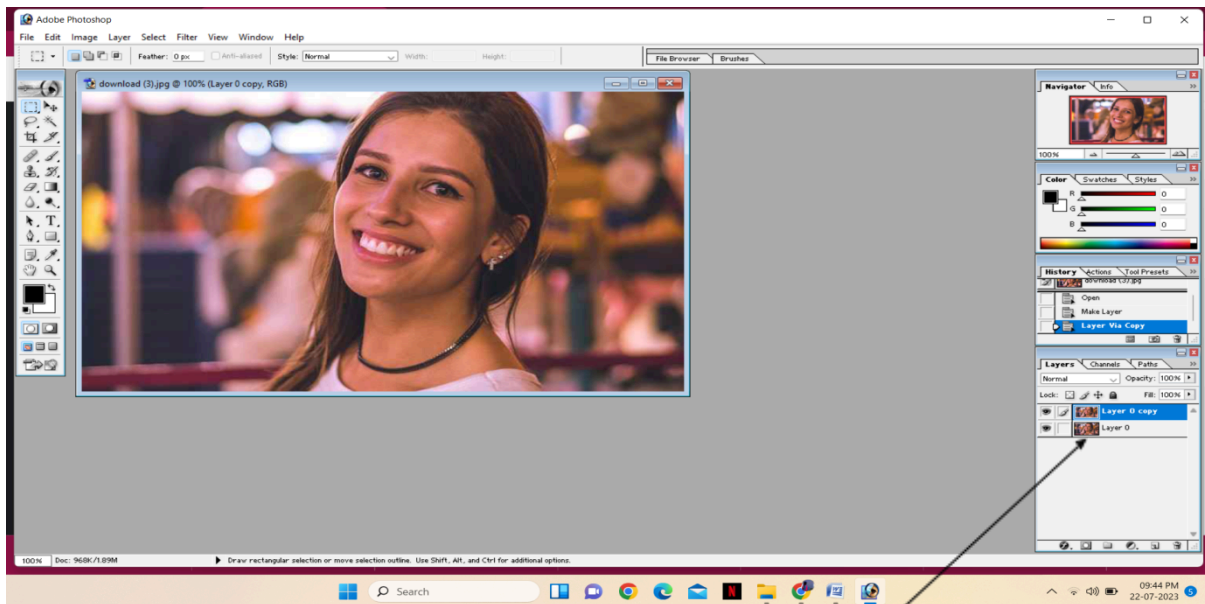 Adobe Photoshop
File Edit Image Layer Select Filter View Window Help
Feather: 0 px Anti-aliased Style: Normal Width: Height: File Browser Brushes
download (3).jpg @ 100% (Layer 0 copy, RGB)
Navigator Info
100%
Color Swatches Styles
R 0
G 0
B 0
History Actions Tool Presets
download (3).jpg
Open
Make Layer
Layer Via Copy
Layers Channels Paths
Normal Opacity: 100%
Lock: Fill: 100%
Layer 0 copy
Layer 0
100% Doc: 968K/1.89M Draw rectangular selection or move selection outline. Use Shift, Alt, and Ctrl for additional options.
Search
N
09:44 PM
22-07-2023
5